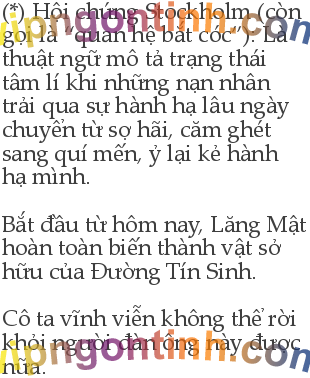 (*) Hội chứng Stockholm (còn
gọi là “quan hệ bắt cóc”): Là
thuật ngữ mô tả trạng thái
tâm lí khi những nạn nhân
trải qua sự hành hạ lâu ngày
chuyển từ sợ hãi, căm ghét
sang quí mến, ỷ lại kẻ hành
hạ mình.
Bắt đầu từ hôm nay, Lăng Mật
hoàn toàn biến thành vật sở
hữu của Đường Tín Sinh.
Cô ta vĩnh viễn không thể rời
khỏi người đàn ông này được
nữa.
vipngontinh.com
vipngontinh.com